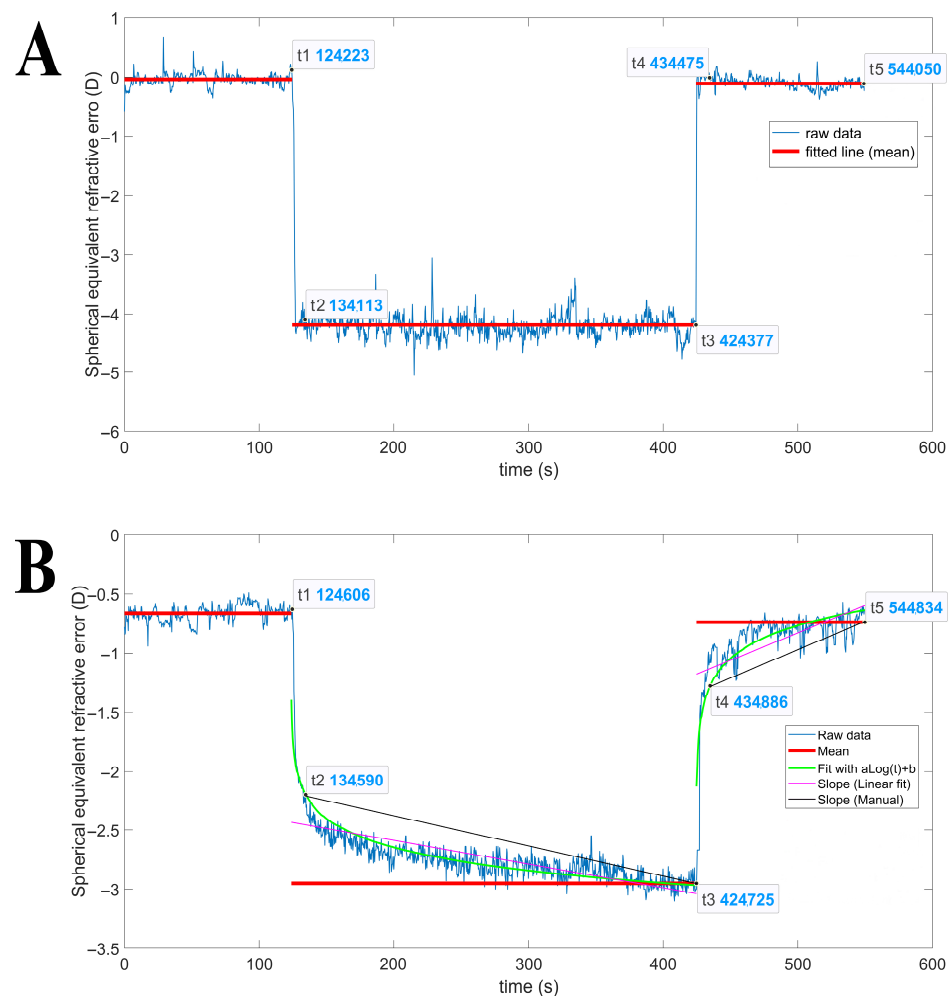 A
Spherical equivalent refractive erro (D)
1
0
−1
−2
−3
−4
−5
−6
0
100
200
300
400
500
600
time (s)
t1 124223
t2 134113
t3 424377
t4 434475
t5 544050
raw data
fitted line (mean)
B
Spherical equivalent refractive error (D)
0
−0.5
−1
−1.5
−2
−2.5
−3
−3.5
0
100
200
300
400
500
600
time (s)
t1 124606
t2 134590
t3 424725
t4 434886
t5 544834
Raw data
Mean
Fit with aLog(t)+b
Slope (Linear fit)
Slope (Manual)